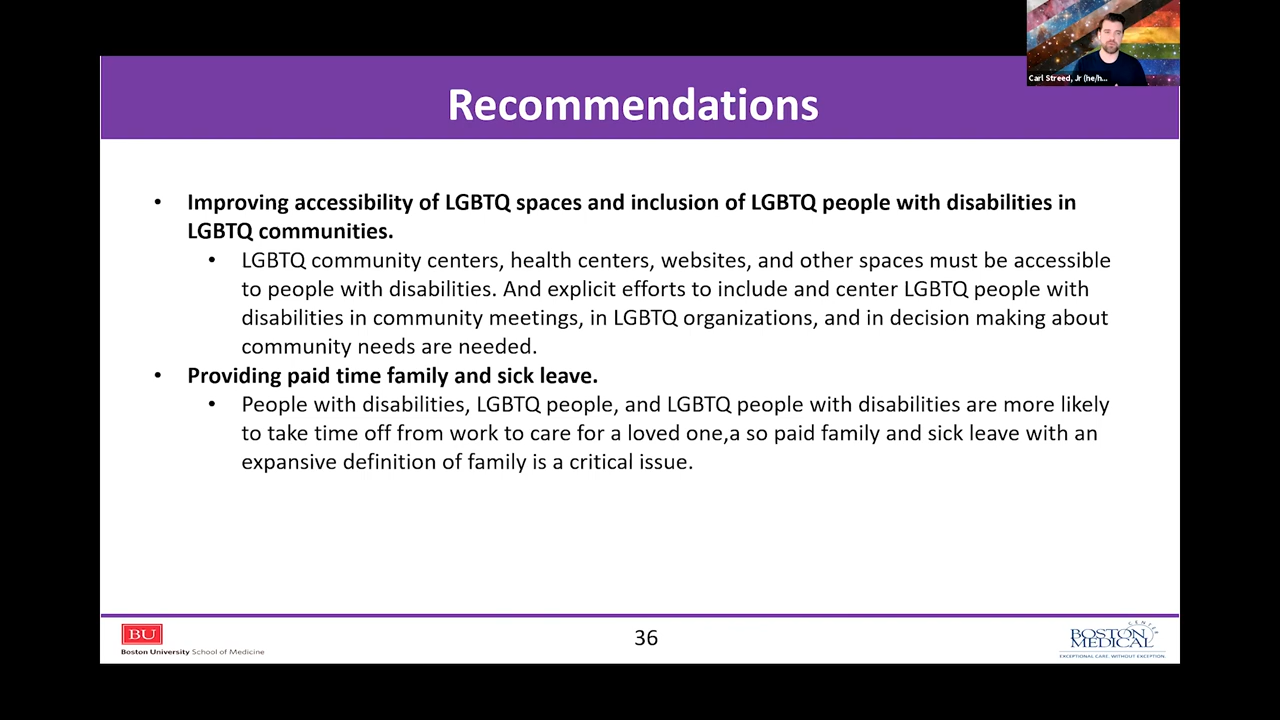 Carl Streed, Jr (he/h...
Recommendations
• Improving accessibility of LGBTQ spaces and inclusion of LGBTQ people with disabilities in
LGBTQ communities.
• LGBTQ community centers, health centers, websites, and other spaces must be accessible
to people with disabilities. And explicit efforts to include and center LGBTQ people with
disabilities in community meetings, in LGBTQ organizations, and in decision making about
community needs are needed.
• Providing paid time family and sick leave.
• People with disabilities, LGBTQ people, and LGBTQ people with disabilities are more likely
to take time off from work to care for a loved one,a so paid family and sick leave with an
expansive definition of family is a critical issue.
BU
Boston University School of Medicine
36
BOSTON
MEDICAL
CENTER
EXCEPTIONAL CARE. WITHOUT EXCEPTION.